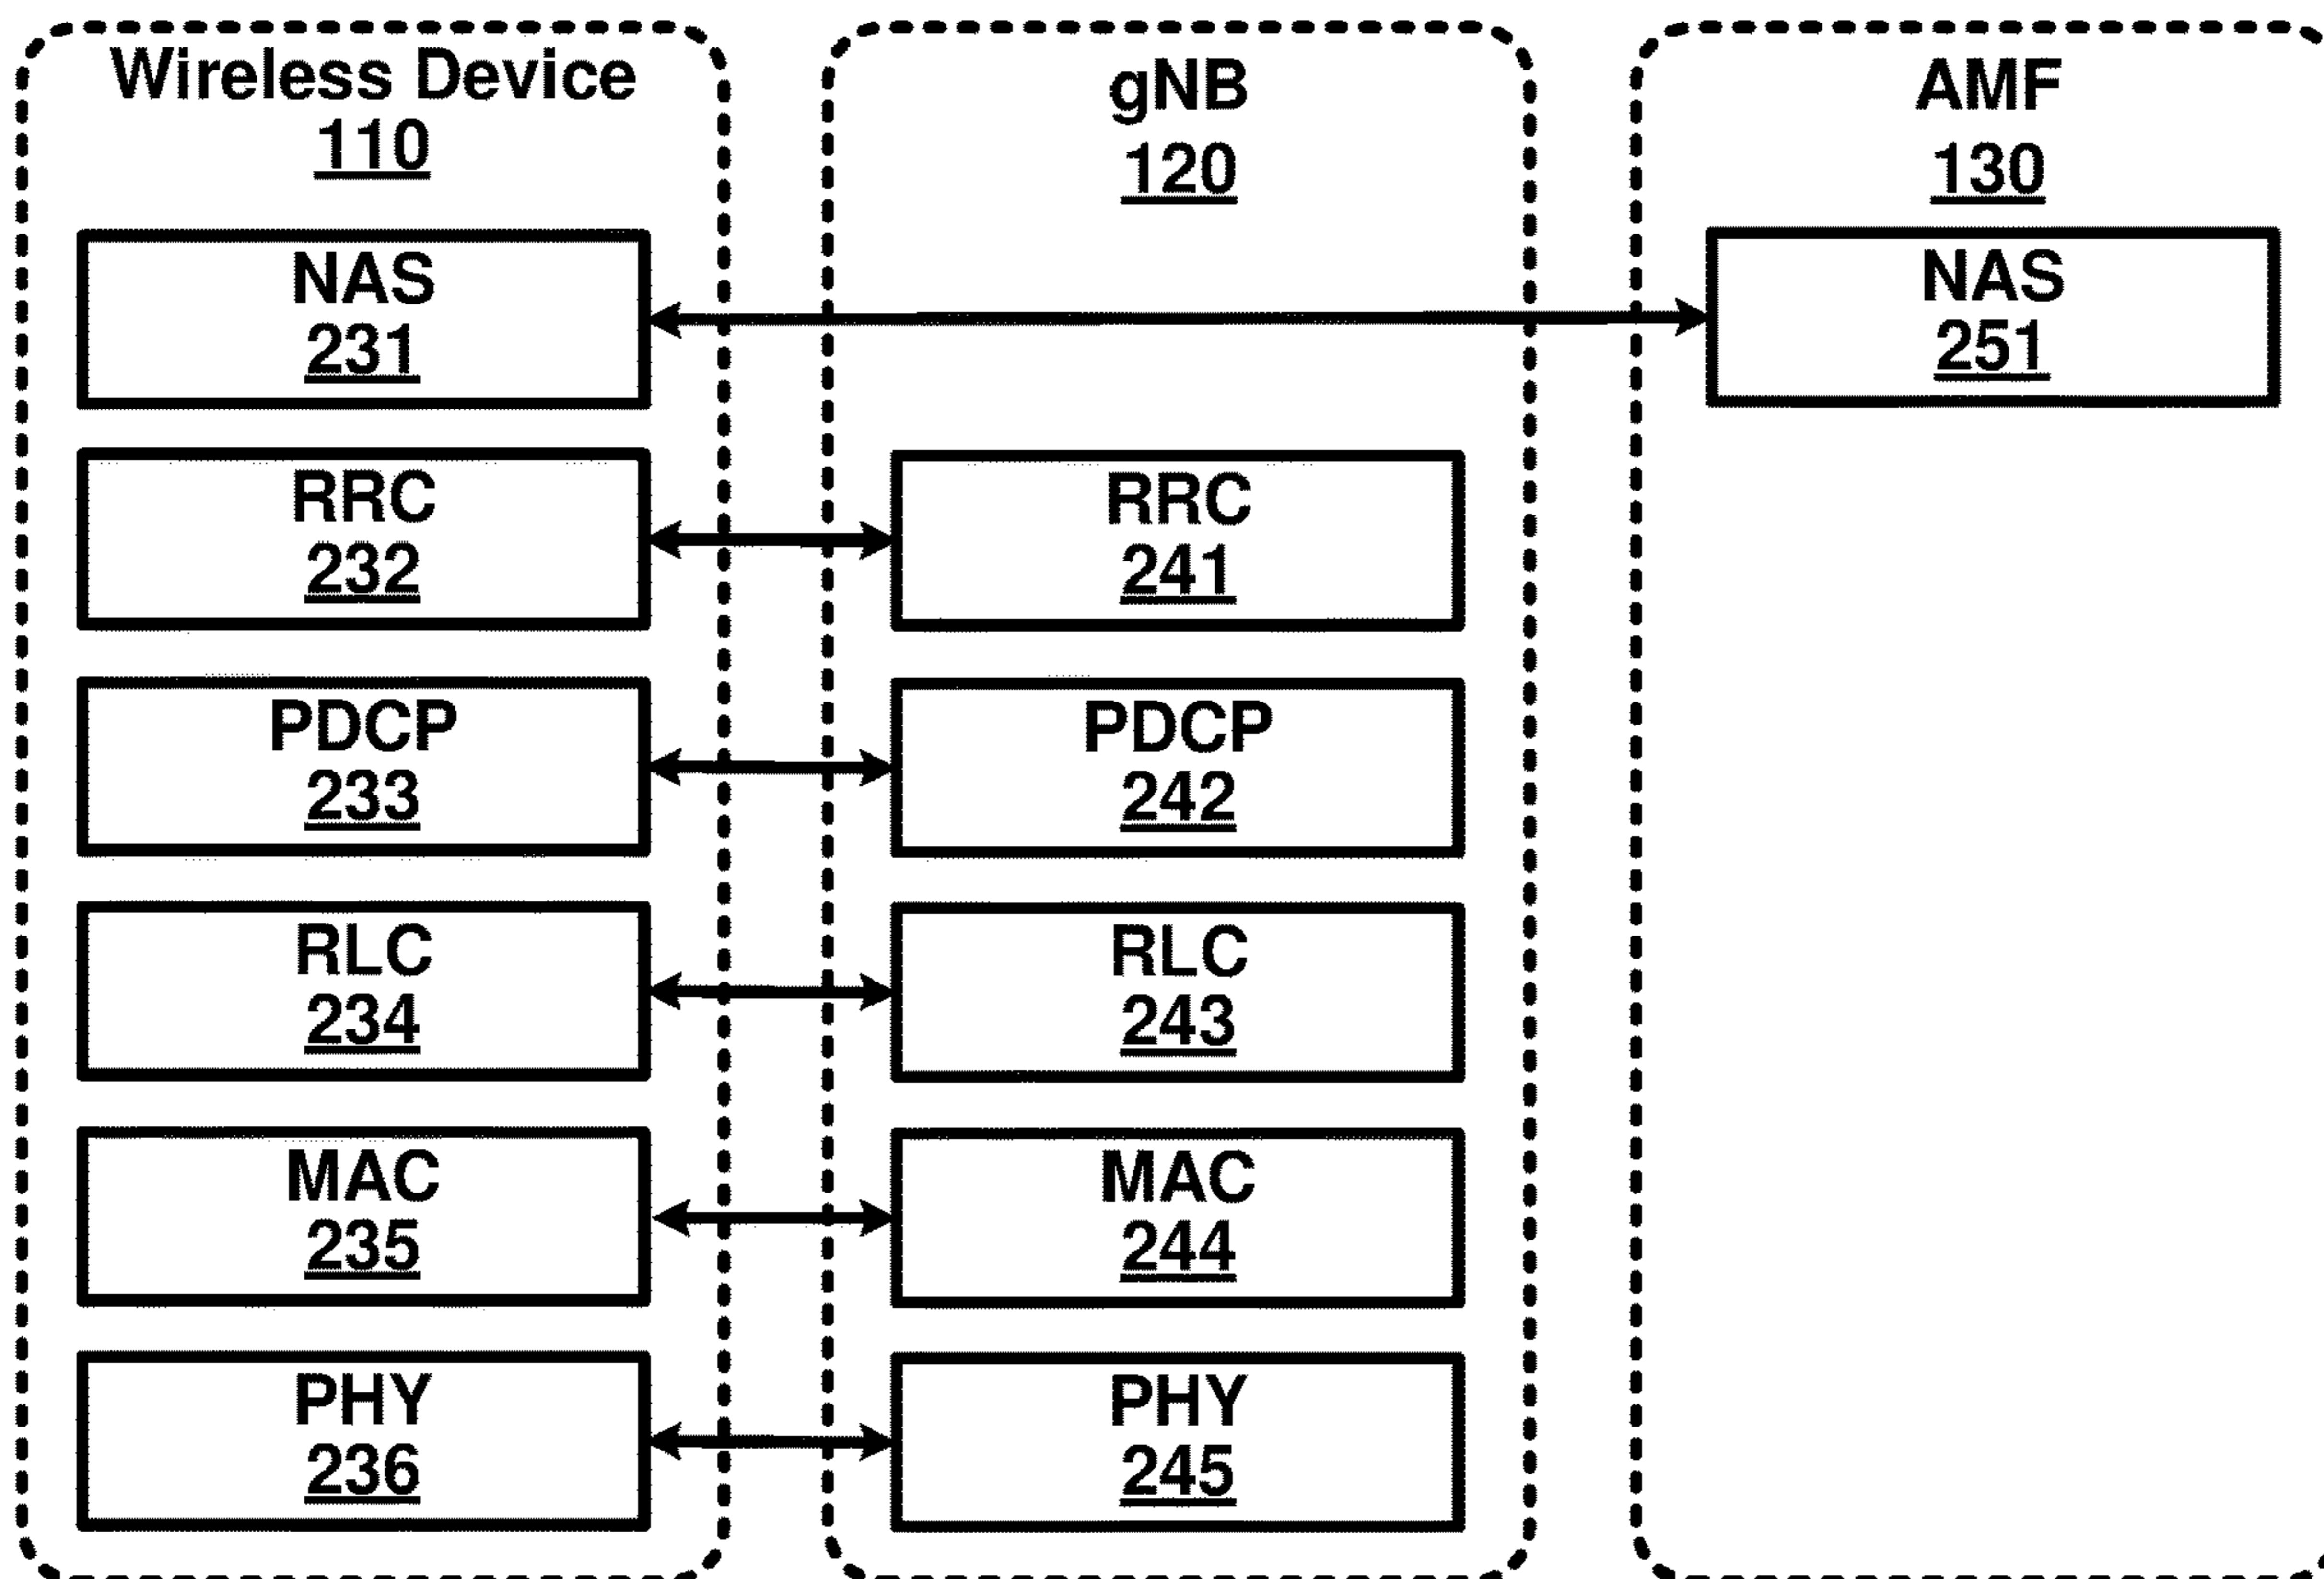 Wireless Device
110
gNB
120
AMF
130
NAS
231
NAS
251
RRC
232
RRC
241
PDCP
233
PDCP
242
RLC
234
RLC
243
MAC
235
MAC
244
PHY
236
PHY
245